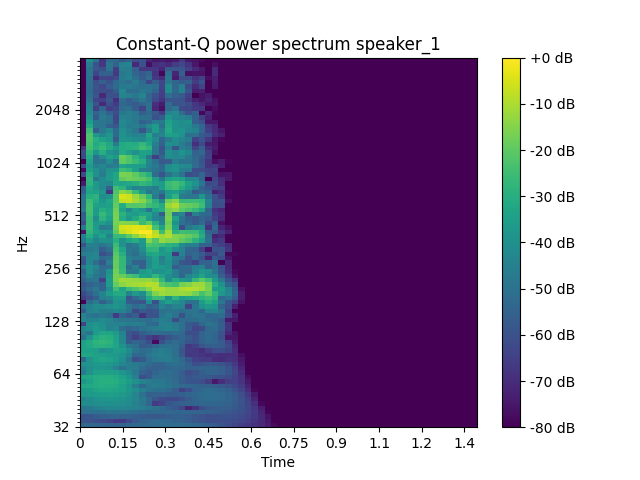 Constant-Q power spectrum speaker_1
+0 dB
-10 dB
-20 dB
-30 dB
-40 dB
-50 dB
-60 dB
-70 dB
-80 dB
2048
1024
512
256
128
64
32
Hz
0 0.15 0.3 0.45 0.6 0.75 0.9 1.1 1.2 1.4
Time